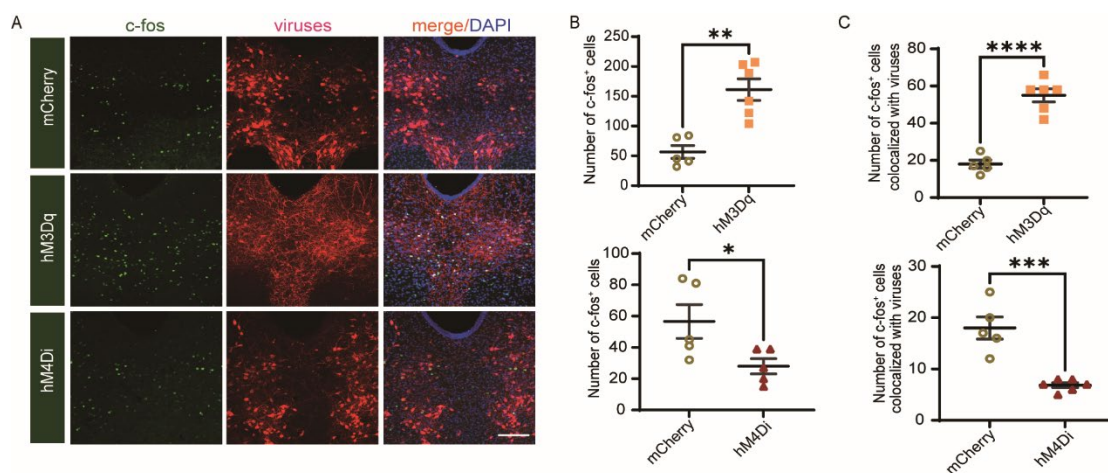 A
c-fos
viruses
merge/DAPI
mCherry
hM3Dq
hM4Di
B
Number of c-fos⁺ cells
250
200
150
100
50
0
**
mCherry
hM3Dq
Number of c-fos⁺ cells
100
80
60
40
20
0
*
mCherry
hM4Di
C
Number of c-fos⁺ cells
colocalized with viruses
80
60
40
20
0
****
mCherry
hM3Dq
Number of c-fos⁺ cells
colocalized with viruses
30
20
10
0
***
mCherry
hM4Di